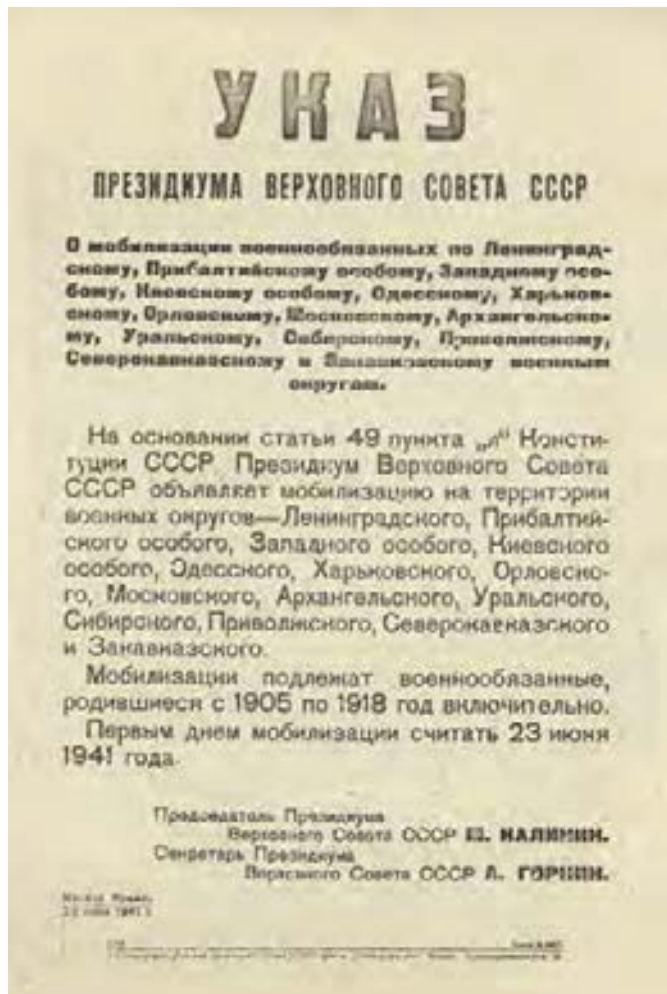 УКАЗ
ПРЕЗИДИУМА ВЕРХОВНОГО СОВЕТА СССР
О мобилизации военнообязанных по Ленинград-
скому, Прибалтийскому особому, Западному осо-
бому, Киевскому особому, Одесскому, Харьков-
скому, Орловскому, Московскому, Архангельско-
му, Уральскому, Сибирскому, Приволжскому,
Северокавказскому и Закавказскому военным
округам.
На основании статьи 49 пункта „л“ Консти-
туции СССР Президиум Верховного Совета
СССР объявляет мобилизацию на территории
военных округов—Ленинградского, Прибалтий-
ского особого, Западного особого, Киевского
особого, Одесского, Харьковского, Орловско-
го, Московского, Архангельского, Уральского,
Сибирского, Приволжского, Северокавказского
и Закавказского.
Мобилизации подлежат военнообязанные,
родившиеся с 1905 по 1918 год включительно.
Первым днем мобилизации считать 23 июня
1941 года.
Председатель Президиума
Верховного Совета СССР М. КАЛИНИН.
Секретарь Президиума
Верховного Совета СССР А. ГОРКИН.